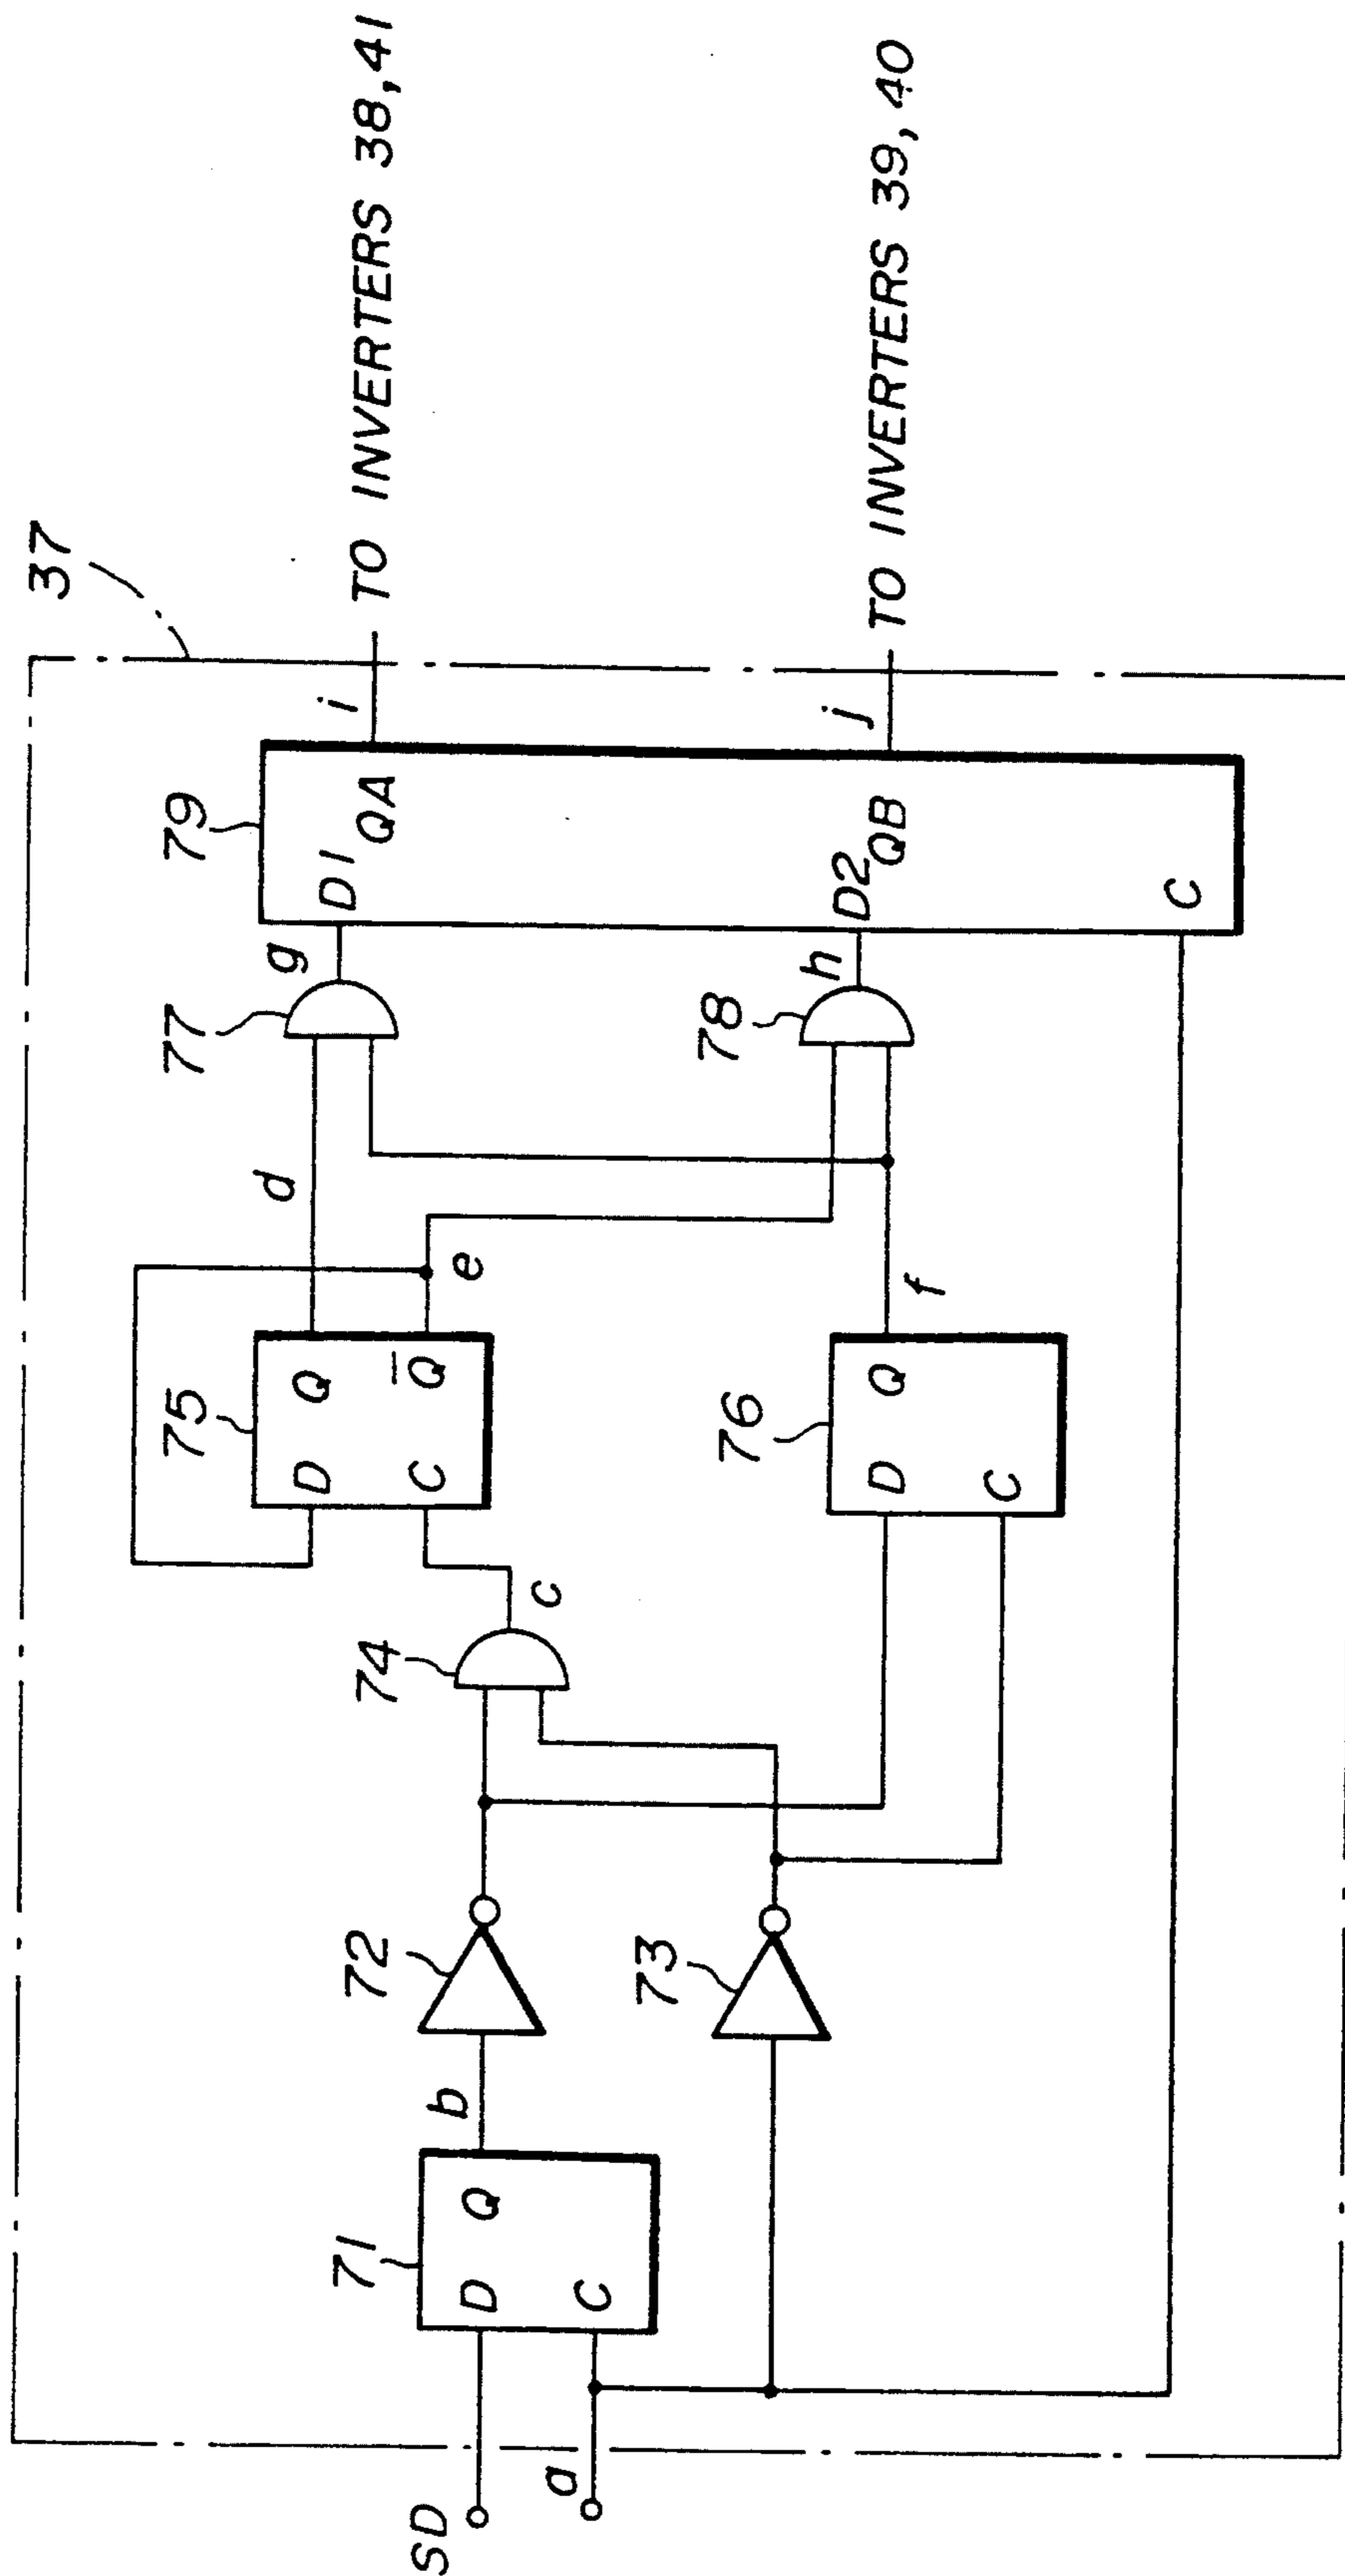 37
79
D1
QA
i
TO INVERTERS 38, 41
77
g
d
75
D
Q
C
Q̅
e
74
c
72
71
D
Q
C
b
SD
a
73
76
D
Q
C
f
78
h
D2
QB
j
TO INVERTERS 39, 40
C